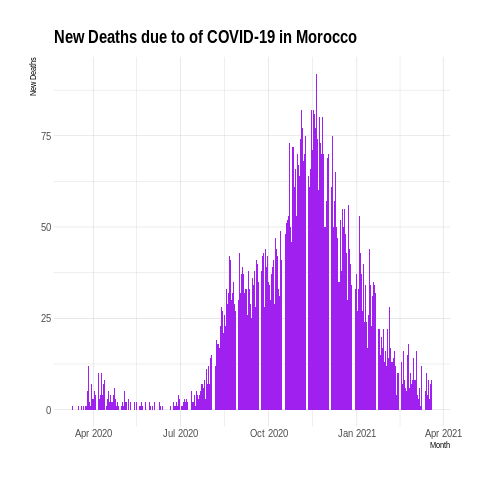 New Deaths due to of COVID-19 in Morocco
New Deaths
75
50
25
0
Apr 2020
Jul 2020
Oct 2020
Jan 2021
Apr 2021
Month